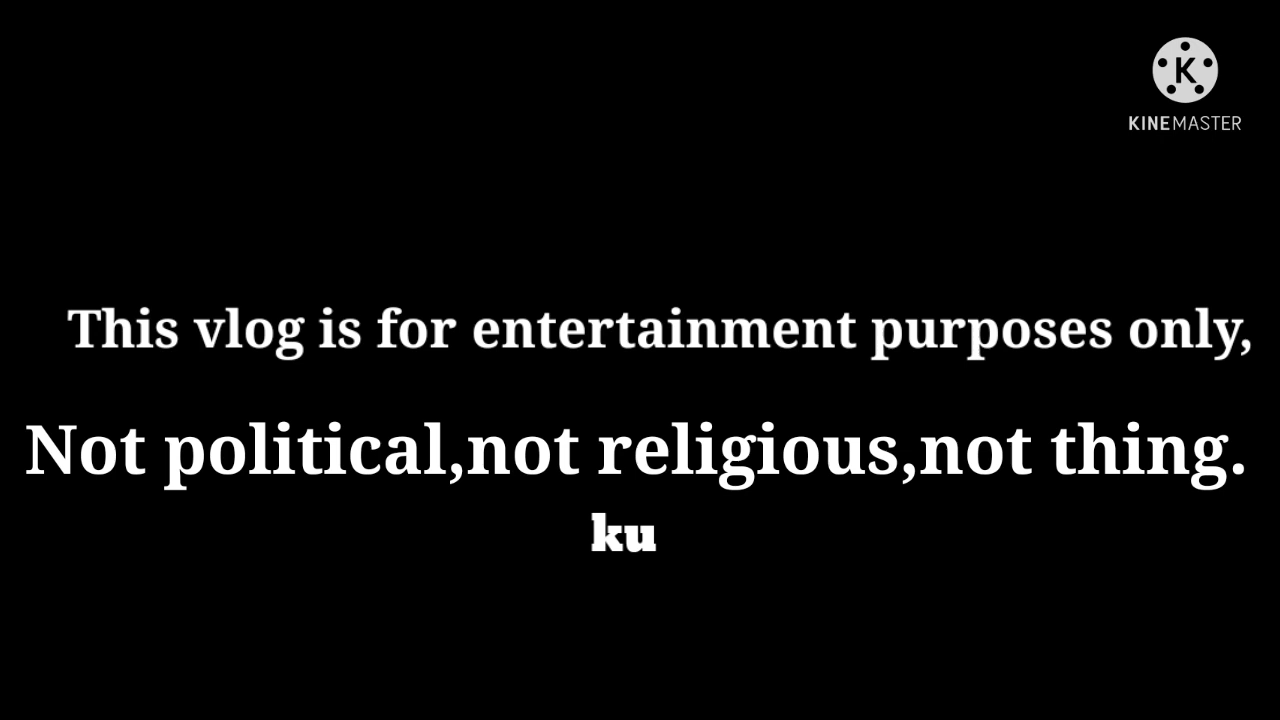 K
KINEMASTER
This vlog is for entertainment purposes only,
Not political,not religious,not thing.
ku